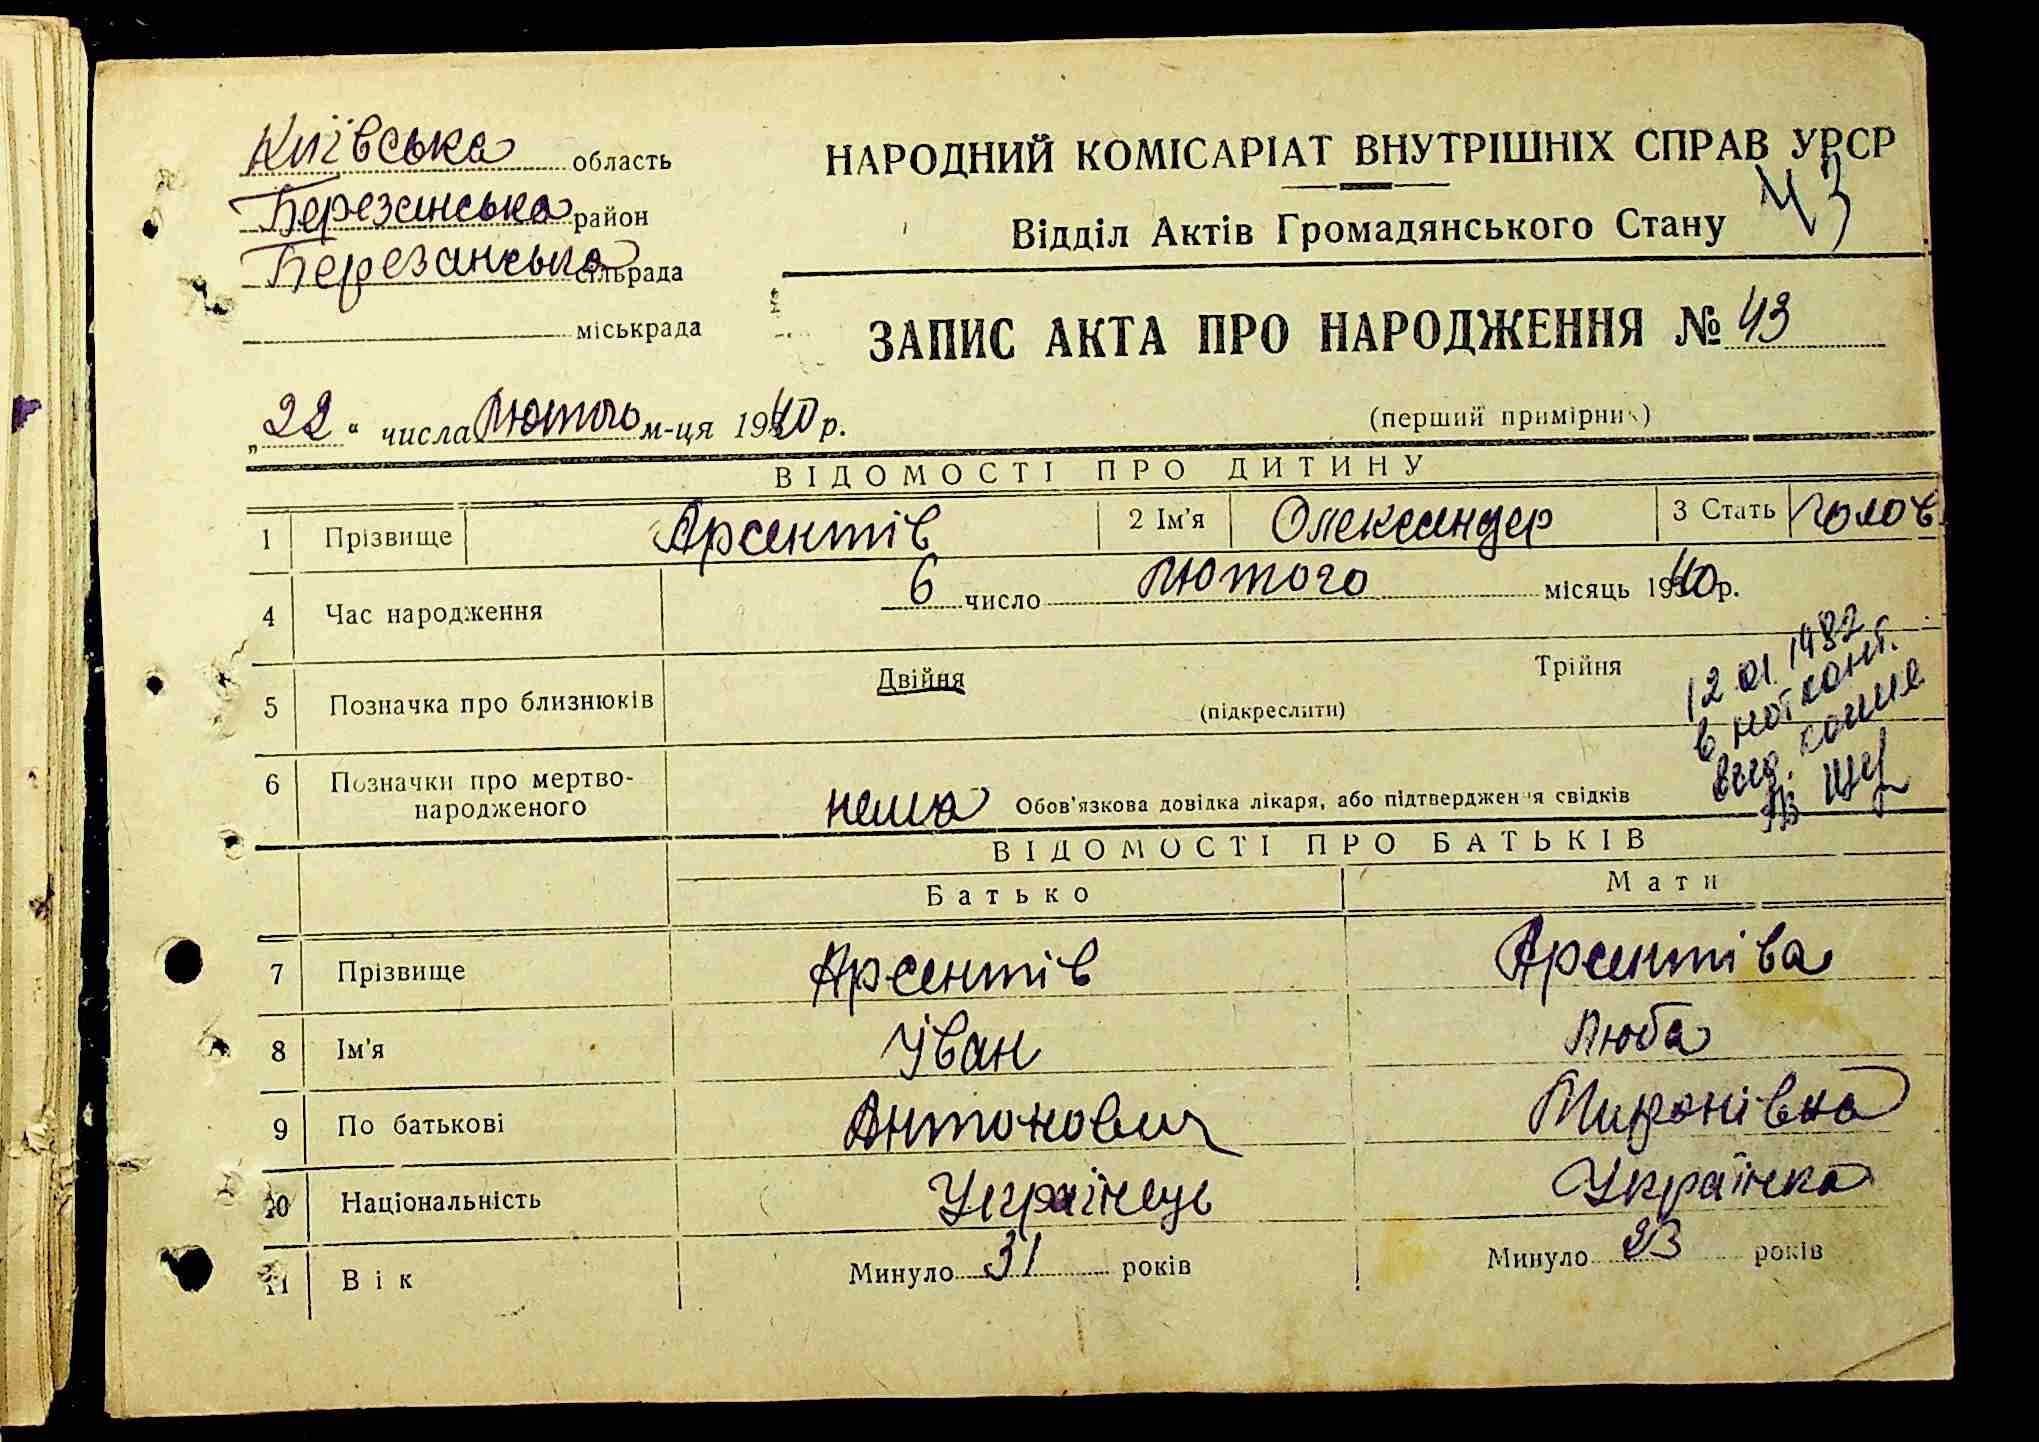 Київська область
Березанська район
Березанська сільрада
міськрада
НАРОДНИЙ КОМІСАРІАТ ВНУТРІШНІХ СПРАВ УРСР
Відділ Актів Громадянського Стану
43
ЗАПИС АКТА ПРО НАРОДЖЕННЯ № 43
„22“ числа Лютого м-ця 1940 р.
(перший примірник)
ВІДОМОСТІ ПРО ДИТИНУ
1 Прізвище Арсентів 2 Ім'я Олександер 3 Стать Чолов.
4 Час народження 6 число Лютого місяць 1940 р.
5 Позначка про близнюків Двійня Трійня
(підкреслити)
12 01 1982
в нот конт.
выд. копия
6 Позначки про мертво-
народженого нема Обов'язкова довідка лікаря, або підтвердження свідків
ВІДОМОСТІ ПРО БАТЬКІВ
Батько Мати
7 Прізвище Арсентів Арсентіва
8 Ім'я Іван Люба
9 По батькові Антонович Миронівна
10 Національність Українець Українка
11 Вік Минуло 31 років Минуло 23 років